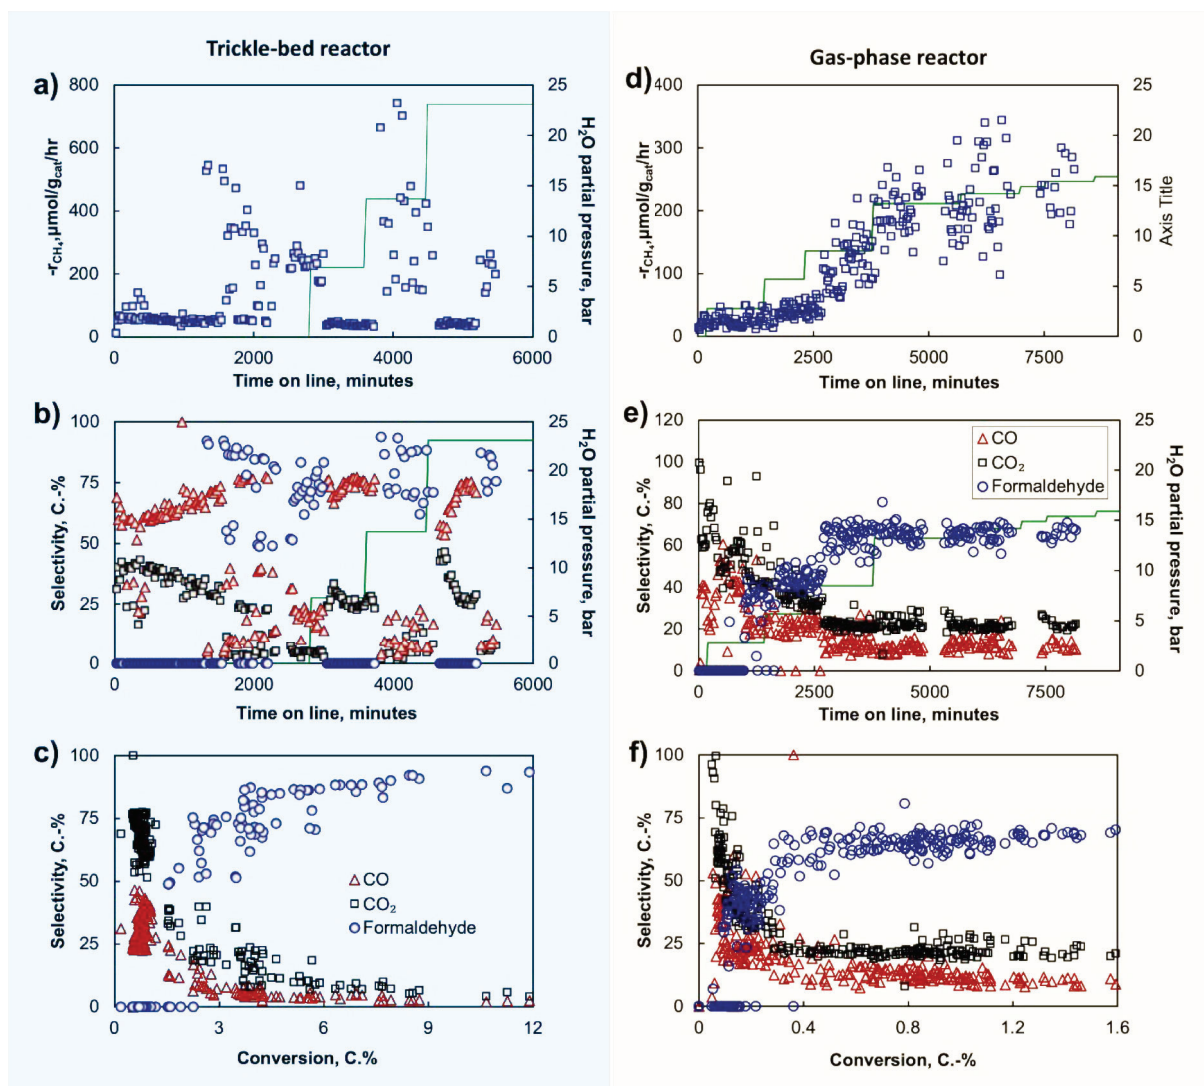 Trickle-bed reactor
Gas-phase reactor
a)
800
600
400
200
0
-rCH₄, µmol/gcat/hr
25
20
15
10
5
0
H₂O partial pressure, bar
0
2000
4000
6000
Time on line, minutes
d)
400
300
200
100
0
-rCH₄, µmol/gcat/hr
25
20
15
10
5
0
Axis Title
0
2500
5000
7500
Time on line, minutes
b)
100
75
50
25
0
Selectivity, C.-%
25
20
15
10
5
0
H₂O partial pressure, bar
0
2000
4000
6000
Time on line, minutes
e)
120
100
80
60
40
20
0
Selectivity, C.-%
CO
CO₂
Formaldehyde
25
20
15
10
5
0
H₂O partial pressure, bar
0
2500
5000
7500
Time on line, minutes
c)
100
75
50
25
0
Selectivity, C.-%
CO
CO₂
Formaldehyde
0
3
6
9
12
Conversion, C.%
f)
100
75
50
25
0
Selectivity, C.-%
CO
CO₂
Formaldehyde
0
0.4
0.8
1.2
1.6
Conversion, C.-%